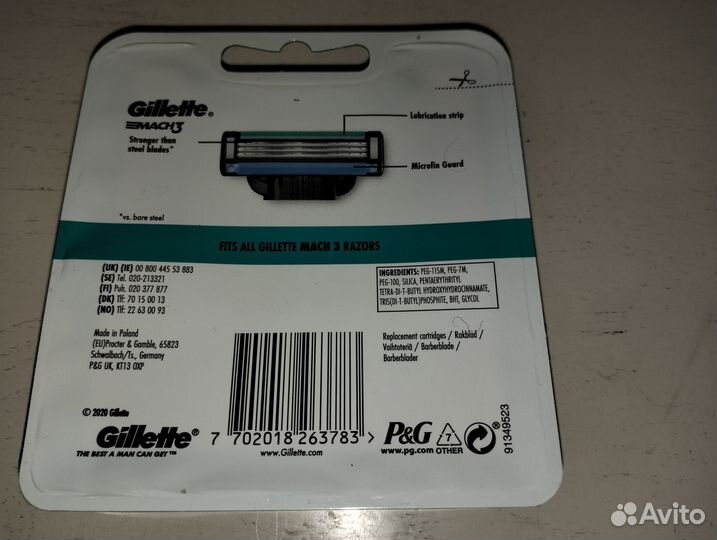 Gillette®
MACH3
Stronger than
steel blades*
Lubrication strip
Microfin Guard
*vs. bare steel
FITS ALL GILLETTE MACH 3 RAZORS
(UK) (IE) 00 800 445 53 883
(SE) Tel. 020-213321
(FI) Puh. 020 377 877
(DK) Tlf: 70 15 00 13
(NO) Tlf: 22 63 00 93
INGREDIENTS: PEG-115M, PEG-7M,
PEG-100, SILICA, PENTAERYTHRITYL
TETRA-DI-T-BUTYL HYDROXYHYDROCINNAMATE,
TRIS(DI-T-BUTYL)PHOSPHITE, BHT, GLYCOL
Made in Poland
(EU)Procter & Gamble, 65823
Schwalbach/Ts., Germany
P&G UK, KT13 0XP
Replacement cartridges / Rakblad /
Vaihtoteriä / Barberblade /
Barberblader
© 2020 Gillette
Gillette®
THE BEST A MAN CAN GET™
7 702018 263783 >
www.Gillette.com
P&G
www.pg.com
7
OTHER
91349523
Avito